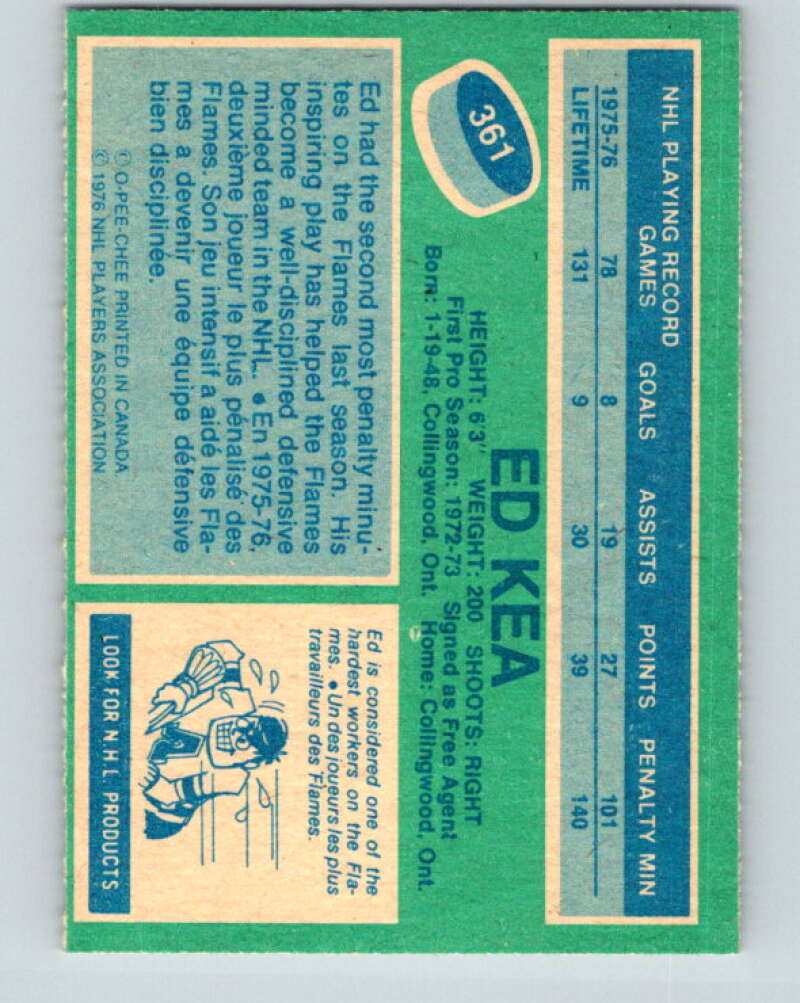 NHL PLAYING RECORD
GAMES GOALS ASSISTS POINTS PENALTY MIN
1975-76 78 8 19 27 101
LIFETIME 131 9 30 39 140
361
ED KEA
HEIGHT: 6'3" WEIGHT: 200 SHOOTS: RIGHT
First Pro Season: 1972-73 Signed as Free Agent
Born: 1-19-48, Collingwood, Ont. Home: Collingwood, Ont.
Ed had the second most penalty minu-
tes on the Flames last season. His
inspiring play has helped the Flames
become a well-disciplined defensive
minded team in the NHL. • En 1975-76,
deuxième joueur le plus pénalisé des
Flames. Son jeu intensif a aidé les Fla-
mes a devenir une équipe défensive
bien disciplinée.
© O-PEE-CHEE PRINTED IN CANADA.
© 1976 NHL PLAYERS ASSOCIATION
Ed is considered one of the
hardest workers on the Fla-
mes. • Un des joueurs les plus
travailleurs des Flames.
LOOK FOR N.H.L. PRODUCTS